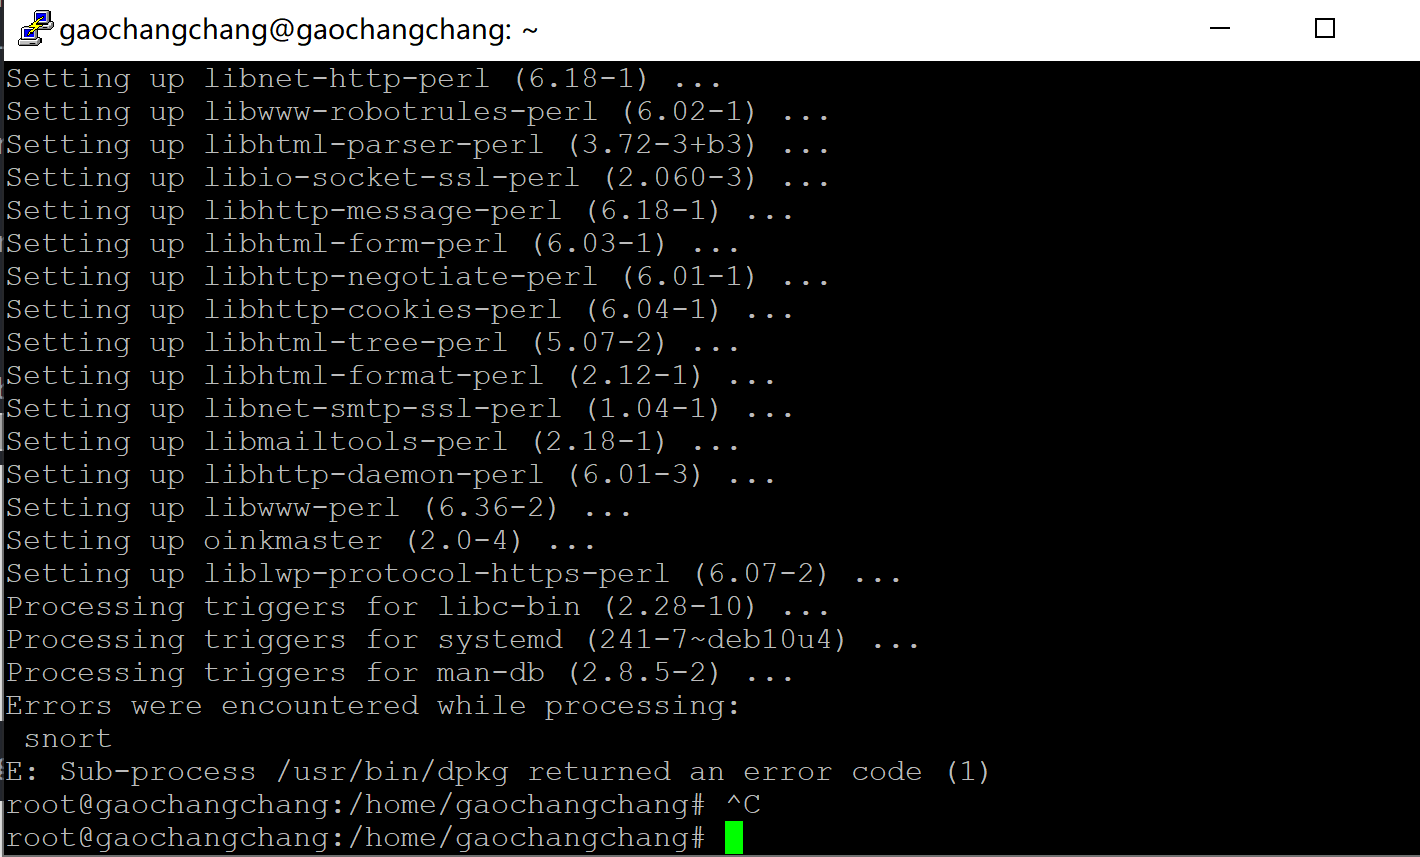 gaochangchang@gaochangchang: ~
Setting up libnet-http-perl (6.18-1) ...
Setting up libwww-robotrules-perl (6.02-1) ...
Setting up libhtml-parser-perl (3.72-3+b3) ...
Setting up libio-socket-ssl-perl (2.060-3) ...
Setting up libhttp-message-perl (6.18-1) ...
Setting up libhtml-form-perl (6.03-1) ...
Setting up libhttp-negotiate-perl (6.01-1) ...
Setting up libhttp-cookies-perl (6.04-1) ...
Setting up libhtml-tree-perl (5.07-2) ...
Setting up libhtml-format-perl (2.12-1) ...
Setting up libnet-smtp-ssl-perl (1.04-1) ...
Setting up libmailtools-perl (2.18-1) ...
Setting up libhttp-daemon-perl (6.01-3) ...
Setting up libwww-perl (6.36-2) ...
Setting up oinkmaster (2.0-4) ...
Setting up liblwp-protocol-https-perl (6.07-2) ...
Processing triggers for libc-bin (2.28-10) ...
Processing triggers for systemd (241-7~deb10u4) ...
Processing triggers for man-db (2.8.5-2) ...
Errors were encountered while processing:
 snort
E: Sub-process /usr/bin/dpkg returned an error code (1)
root@gaochangchang:/home/gaochangchang# ^C
root@gaochangchang:/home/gaochangchang#